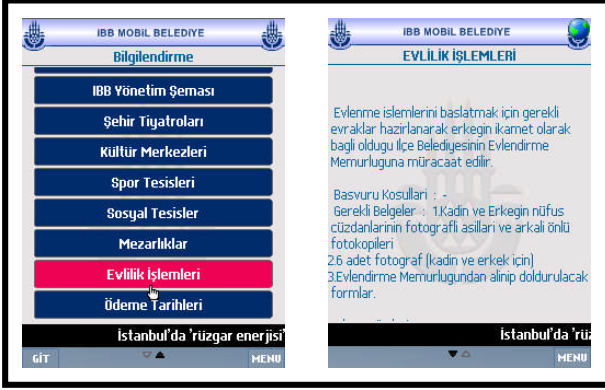 İBB MOBİL BELEDİYE
Bilgilendirme
IBB Yönetim Şeması
Şehir Tiyatroları
Kültür Merkezleri
Spor Tesisleri
Sosyal Tesisler
Mezarlıklar
Evlilik İşlemleri
Ödeme Tarihleri
İstanbul'da 'rüzgar enerjisi'
GİT
MENU
İBB MOBİL BELEDİYE
EVLİLİK İŞLEMLERİ
Evlenme islemlerini baslatmak için gerekli
evraklar hazirlanarak erkegin ikamet olarak
bagli oldugu Ilçe Belediyesinin Evlendirme
Memurluguna müracaat edilir.
Basvuru Kosullari : -
Gerekli Belgeler : 1.Kadin ve Erkegin nüfus
cüzdanlarinin fotografli asillari ve arkali önlü
fotokopileri
2.6 adet fotograf (kadin ve erkek için)
3.Evlendirme Memurlugundan alinip doldurulacak
formlar.
İstanbul'da 'rü
MENU